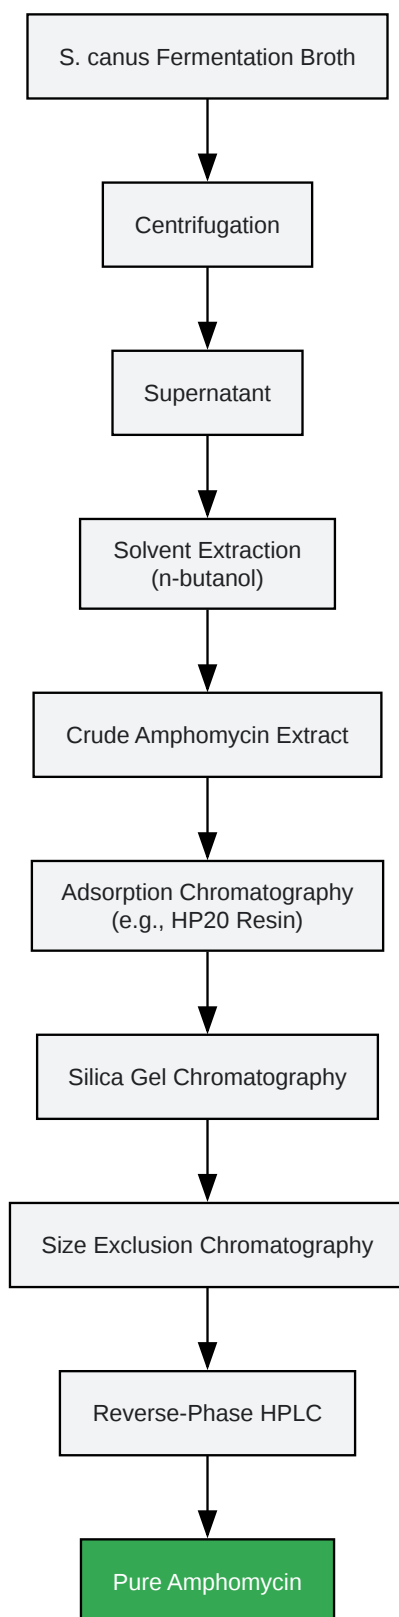 S. canus Fermentation Broth
Centrifugation
Supernatant
Solvent Extraction
(n-butanol)
Crude Amphomycin Extract
Adsorption Chromatography
(e.g., HP20 Resin)
Silica Gel Chromatography
Size Exclusion Chromatography
Reverse-Phase HPLC
Pure Amphomycin